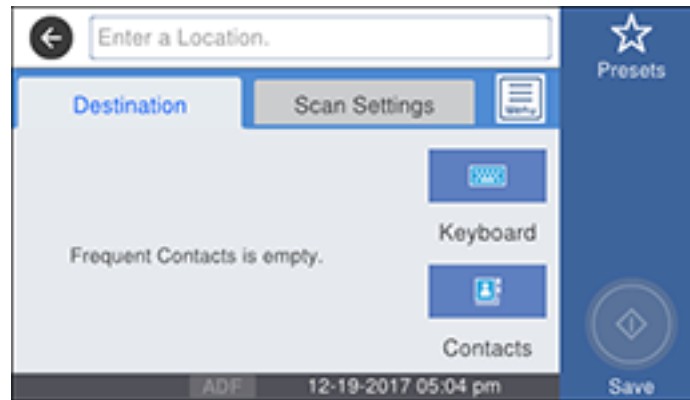 Enter a Location.
Presets
Destination
Scan Settings
Menu
Keyboard
Frequent Contacts is empty.
Contacts
ADF
12-19-2017 05:04 pm
Save